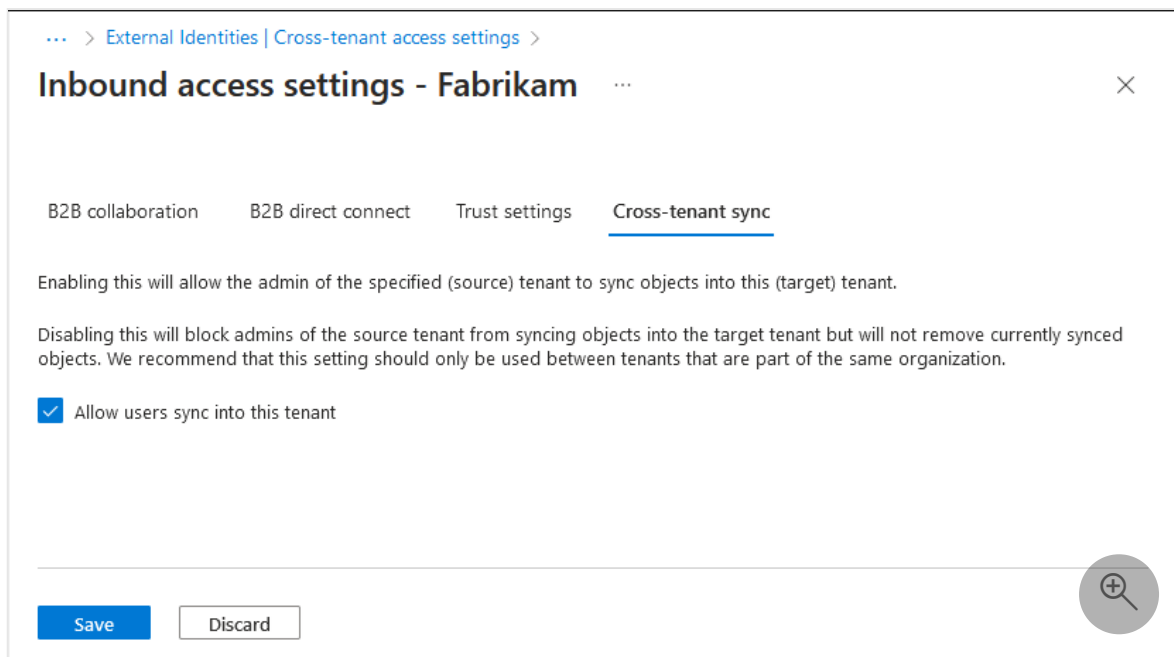 ... > External Identities | Cross-tenant access settings >
Inbound access settings - Fabrikam ...
B2B collaboration B2B direct connect Trust settings Cross-tenant sync
Enabling this will allow the admin of the specified (source) tenant to sync objects into this (target) tenant.
Disabling this will block admins of the source tenant from syncing objects into the target tenant but will not remove currently synced
objects. We recommend that this setting should only be used between tenants that are part of the same organization.
Allow users sync into this tenant
Save Discard